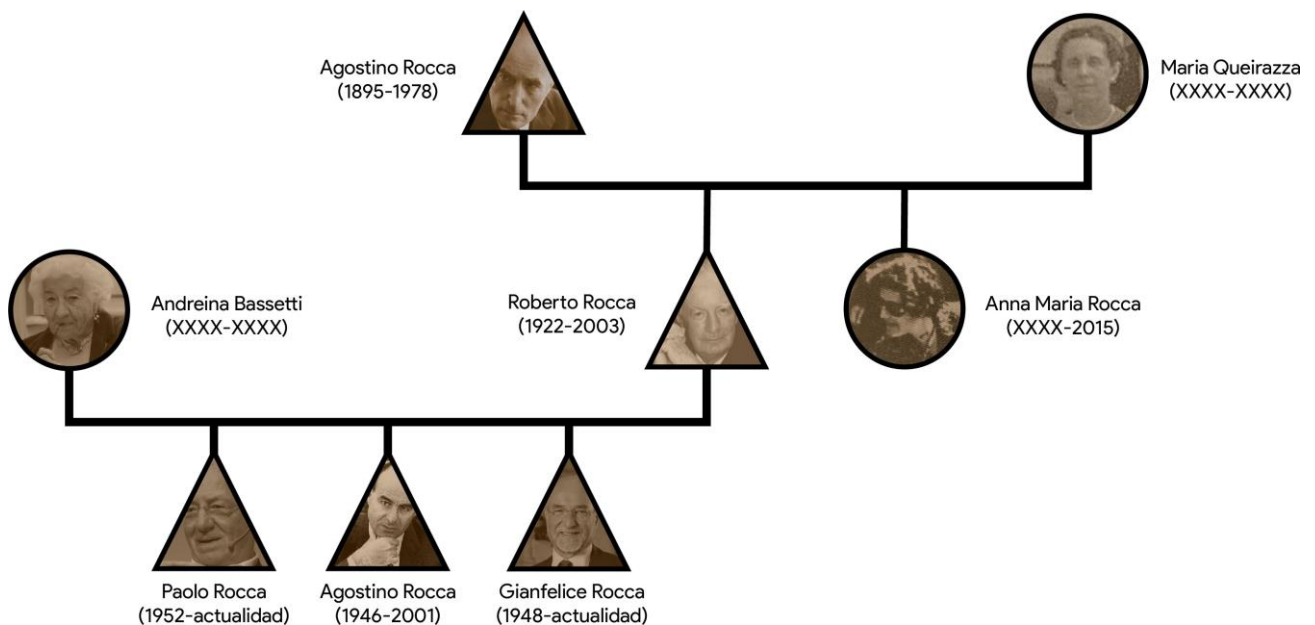 Agostino Rocca
(1895-1978)
Maria Queirazza
(XXXX-XXXX)
Andreina Bassetti
(XXXX-XXXX)
Roberto Rocca
(1922-2003)
Anna Maria Rocca
(XXXX-2015)
Paolo Rocca
(1952-actualidad)
Agostino Rocca
(1946-2001)
Gianfelice Rocca
(1948-actualidad)